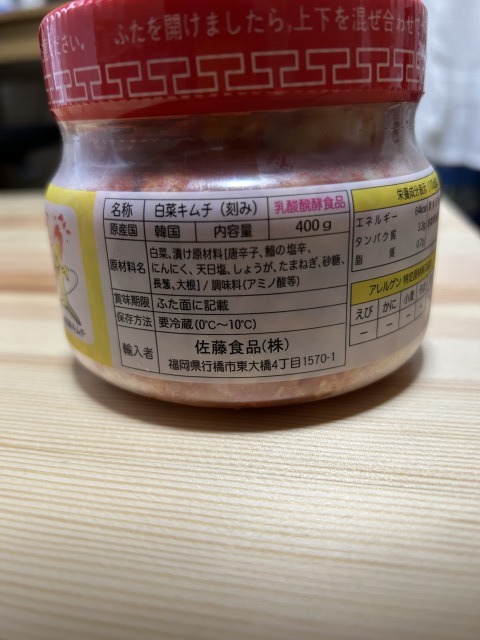 ださい。 ふたを開けましたら,上下を混ぜ合わせて
名称 白菜キムチ（刻み） 乳酸醗酵食品
原産国 韓国 内容量 400g
原材料名 白菜、漬け原材料[唐辛子、鰯の塩辛、
にんにく、天日塩、しょうが、たまねぎ、砂糖、
長葱、大根] / 調味料(アミノ酸等)
賞味期限 ふた面に記載
保存方法 要冷蔵(0℃~10℃)
輸入者 佐藤食品(株)
福岡県行橋市東大橋4丁目1570-1
栄養成分表示
エネルギー
タンパク質
脂 質
アレルゲン
えび かに 小麦
－ － －